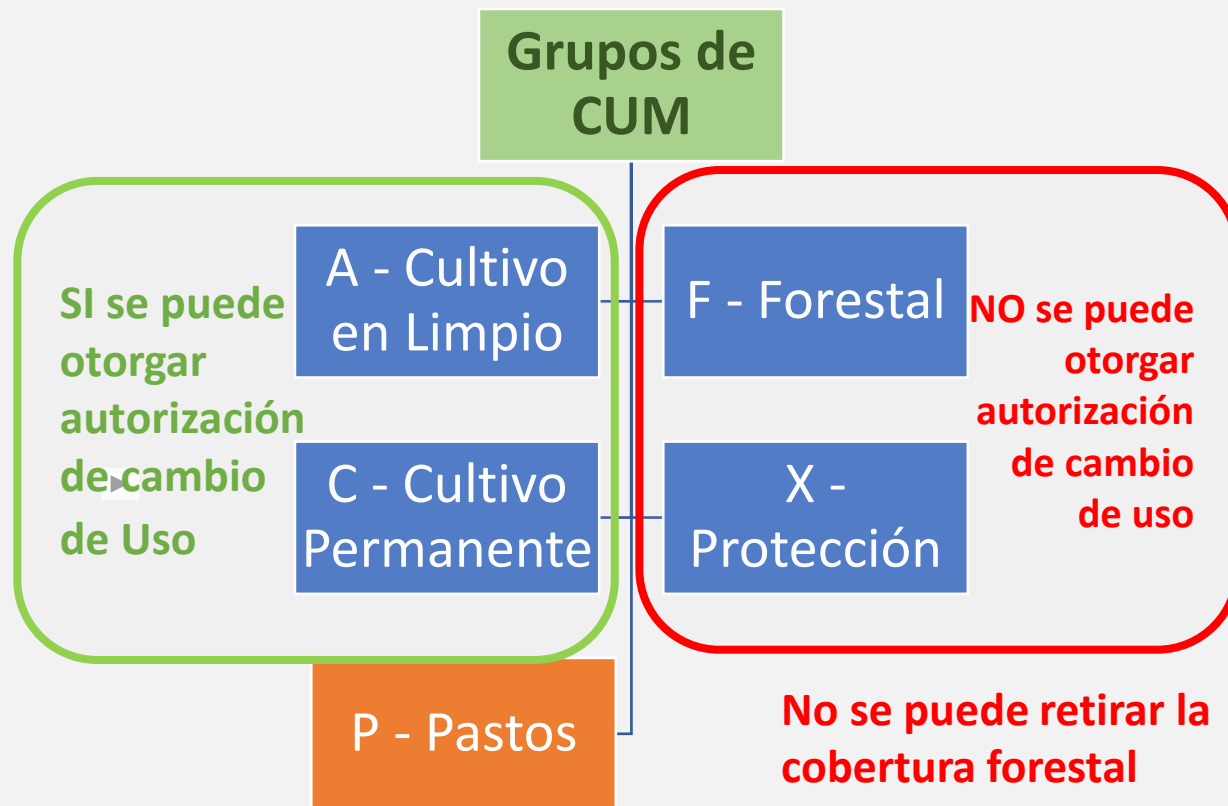 Grupos de
CUM
SI se puede
otorgar
autorización
de cambio
de Uso
A - Cultivo
en Limpio
C - Cultivo
Permanente
F - Forestal
X -
Protección
NO se puede
otorgar
autorización
de cambio
de uso
P - Pastos
No se puede retirar la
cobertura forestal